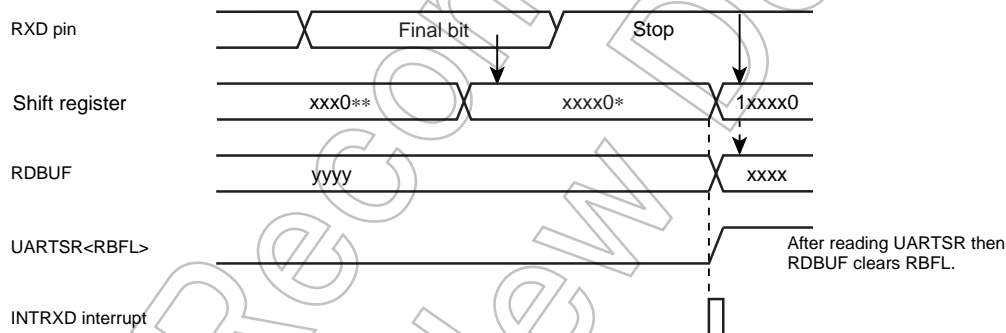 RXD pin Final bit Stop
Shift register xxx0** xxxx0* 1xxxx0
RDBUF yyyy xxxx
UARTSR<RBFL> After reading UARTSR then
RDBUF clears RBFL.
INTRXD interrupt